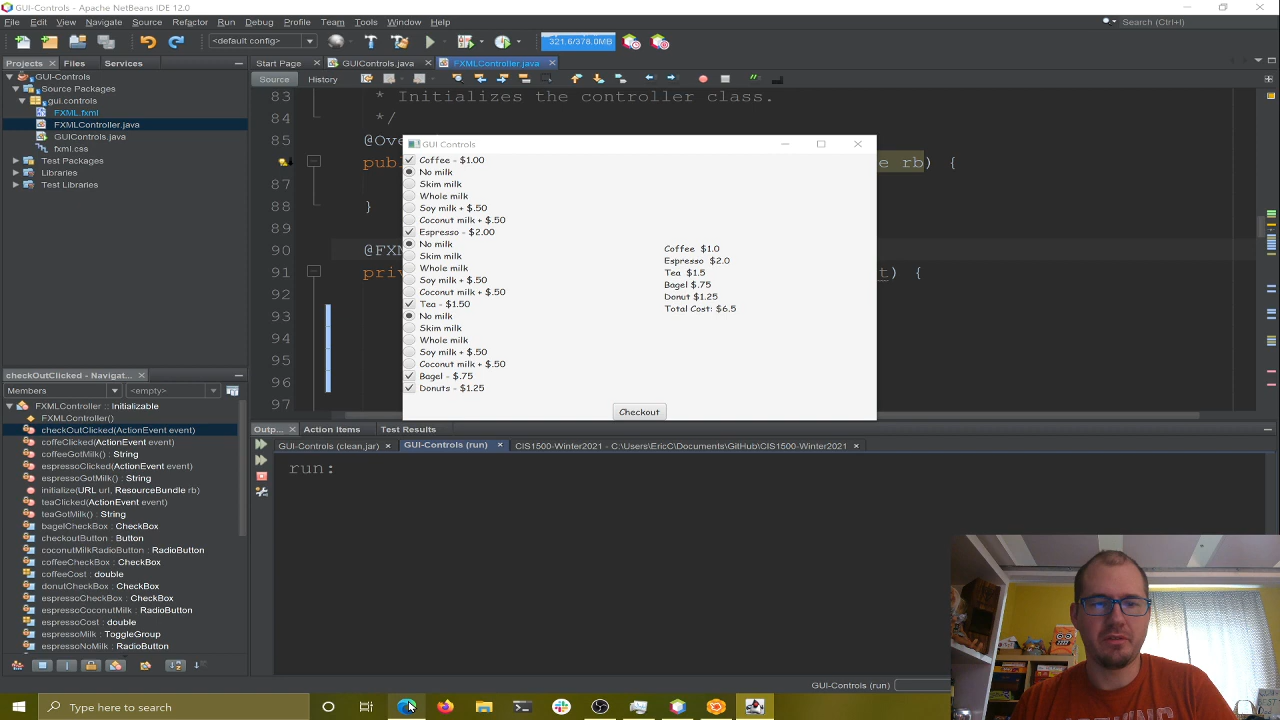 GUI-Controls - Apache NetBeans IDE 12.0
File Edit View Navigate Source Refactor Run Debug Profile Team Tools Window Help
Search (Ctrl+I)
<default config>
321.6/378.0MB
Projects Files Services
Start Page GUIControls.java FXMLController.java
Source History
GUI-Controls
Source Packages
gui.controls
FXML.fxml
FXMLController.java
GUIControls.java
fxml.css
Test Packages
Libraries
Test Libraries
83 * Initializes the controller class.
84 */
85 @Ove
publ e rb) {
87
88 }
89
90 @FXM
91 priv t) {
92
93
94
95
96
97
GUI Controls
Coffee - $1.00
No milk
Skim milk
Whole milk
Soy milk + $.50
Coconut milk + $.50
Espresso - $2.00
No milk
Skim milk
Whole milk
Soy milk + $.50
Coconut milk + $.50
Tea - $1.50
No milk
Skim milk
Whole milk
Soy milk + $.50
Coconut milk + $.50
Bagel - $.75
Donuts - $1.25
Coffee $1.0
Espresso $2.0
Tea $1.5
Bagel $.75
Donut $1.25
Total Cost: $6.5
Checkout
checkOutClicked - Navigat...
Members <empty>
FXMLController :: Initializable
FXMLController()
checkOutClicked(ActionEvent event)
coffeClicked(ActionEvent event)
coffeeGotMilk() : String
espressoClicked(ActionEvent event)
espressoGotMilk() : String
initialize(URL url, ResourceBundle rb)
teaClicked(ActionEvent event)
teaGotMilk() : String
bagelCheckBox : CheckBox
checkoutButton : Button
coconutMilkRadioButton : RadioButton
coffeeCheckBox : CheckBox
coffeeCost : double
donutCheckBox : CheckBox
espressoCheckBox : CheckBox
espressoCoconutMilk : RadioButton
espressoCost : double
espressoMilk : ToggleGroup
espressoNoMilk : RadioButton
Outp... Action Items Test Results
GUI-Controls (clean,jar) GUI-Controls (run) CIS1500-Winter2021 - C:\Users\EricC\Documents\GitHub\CIS1500-Winter2021
run:
GUI-Controls (run)
Type here to search